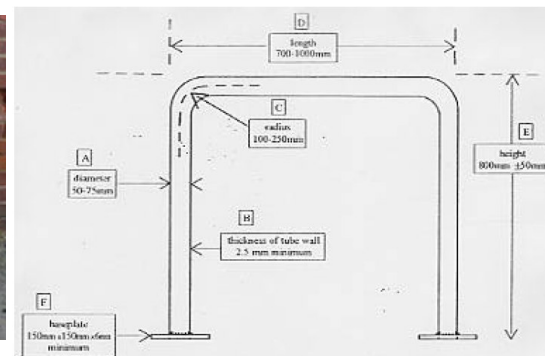 D
length
700-1000mm
C
radius
100-250mm
E
height
800mm ±50mm
A
diameter
50-75mm
B
thickness of tube wall
2.5 mm minimum
F
baseplate
150mm x150mm x6mm
minimum